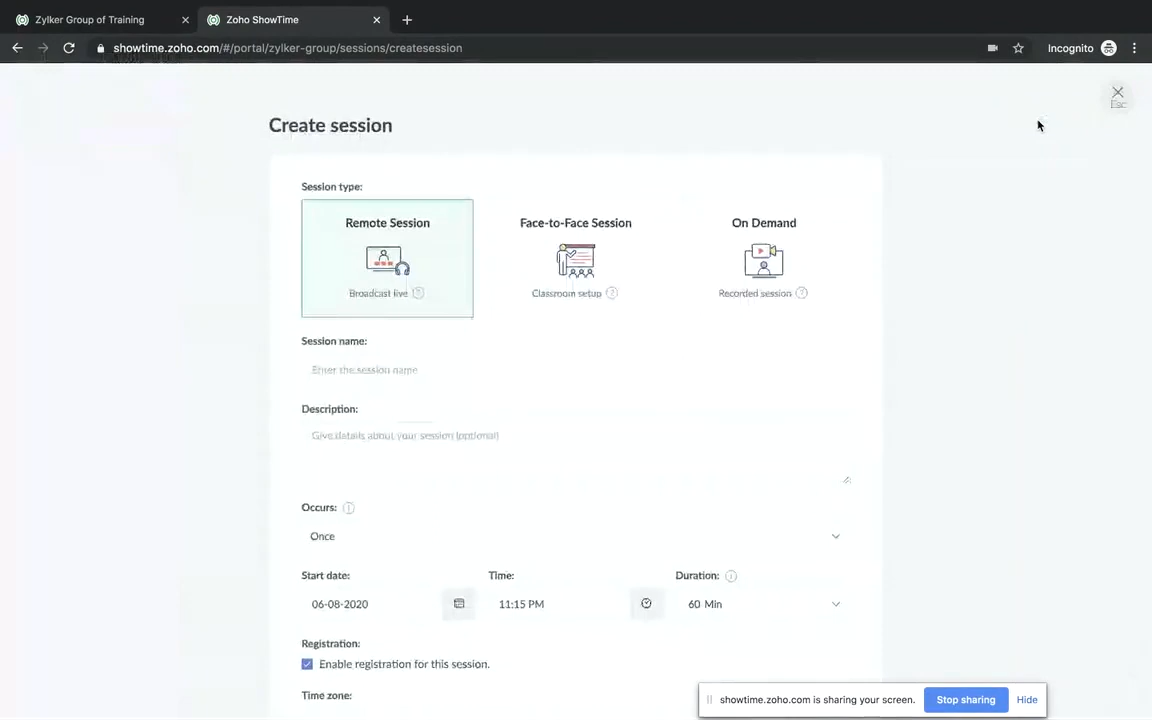 Zylker Group of Training
Zoho ShowTime
showtime.zoho.com/#/portal/zylker-group/sessions/createsession
Incognito
Esc
Create session
Session type:
Remote Session
Face-to-Face Session
On Demand
Broadcast live ?
Classroom setup ?
Recorded session ?
Session name:
Enter the session name
Description:
Give details about your session (optional)
Occurs:
Once
Start date:
Time:
Duration:
06-08-2020
11:15 PM
60 Min
Registration:
Enable registration for this session.
Time zone:
showtime.zoho.com is sharing your screen.
Stop sharing
Hide